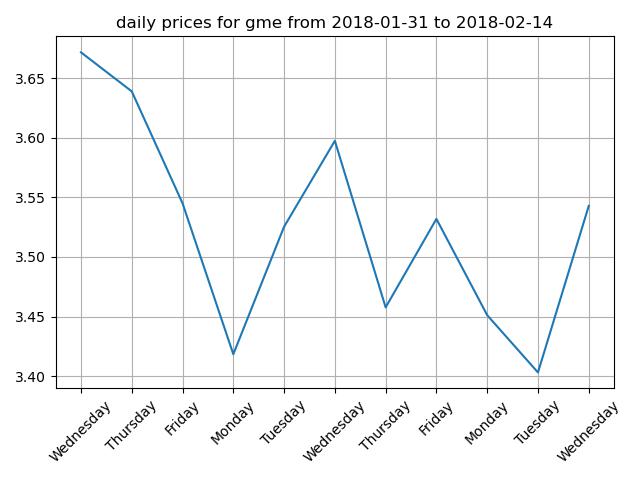 daily prices for gme from 2018-01-31 to 2018-02-14
3.65
3.60
3.55
3.50
3.45
3.40
Wednesday
Thursday
Friday
Monday
Tuesday
Wednesday
Thursday
Friday
Monday
Tuesday
Wednesday